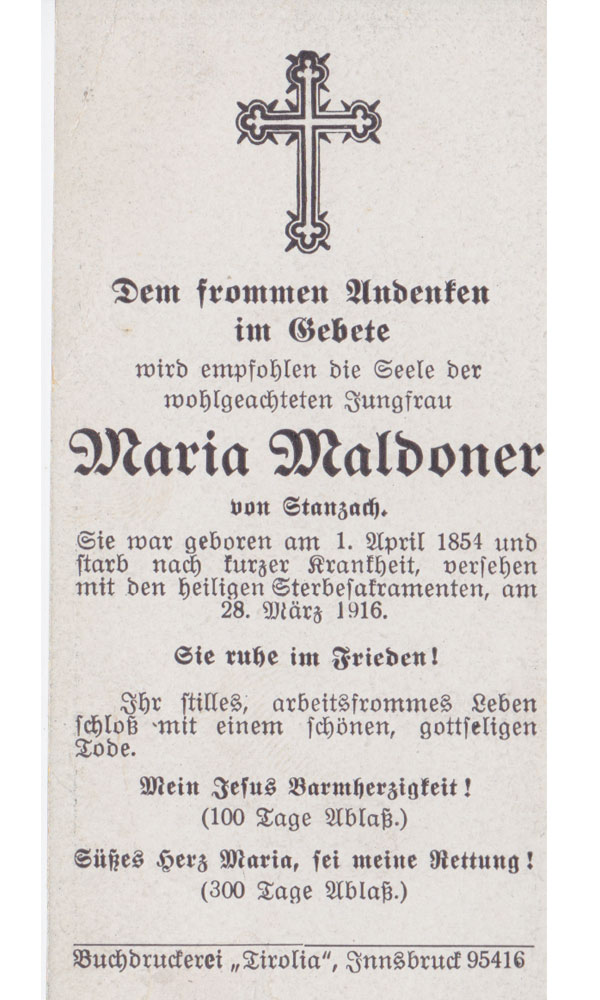 Dem frommen Andenken
im Gebete
wird empfohlen die Seele der
wohlgeachteten Jungfrau
Maria Maldoner
von Stanzach.
Sie war geboren am 1. April 1854 und
starb nach kurzer Krankheit, versehen
mit den heiligen Sterbesakramenten, am
28. März 1916.
Sie ruhe im Frieden!
Ihr stilles, arbeitsfrommes Leben
schloß mit einem schönen, gottseligen
Tode.
Mein Jesus Barmherzigkeit!
(100 Tage Ablaß.)
Süßes Herz Maria, sei meine Rettung!
(300 Tage Ablaß.)
Buchdruckerei „Tirolia“, Innsbruck 95416